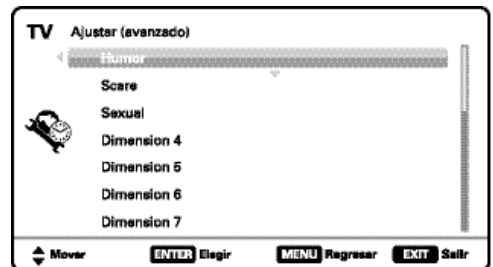 TV Ajustar (avanzado)
Humor
Scare
Sexual
Dimension 4
Dimension 5
Dimension 6
Dimension 7
Mover ENTER Elegir MENU Regresar EXIT Salir